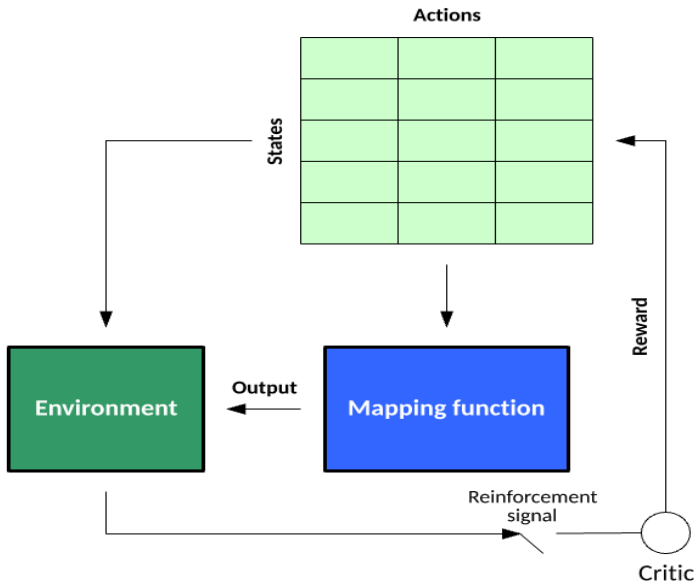 Actions
States
Reward
Environment
Output
Mapping function
Reinforcement
signal
Critic